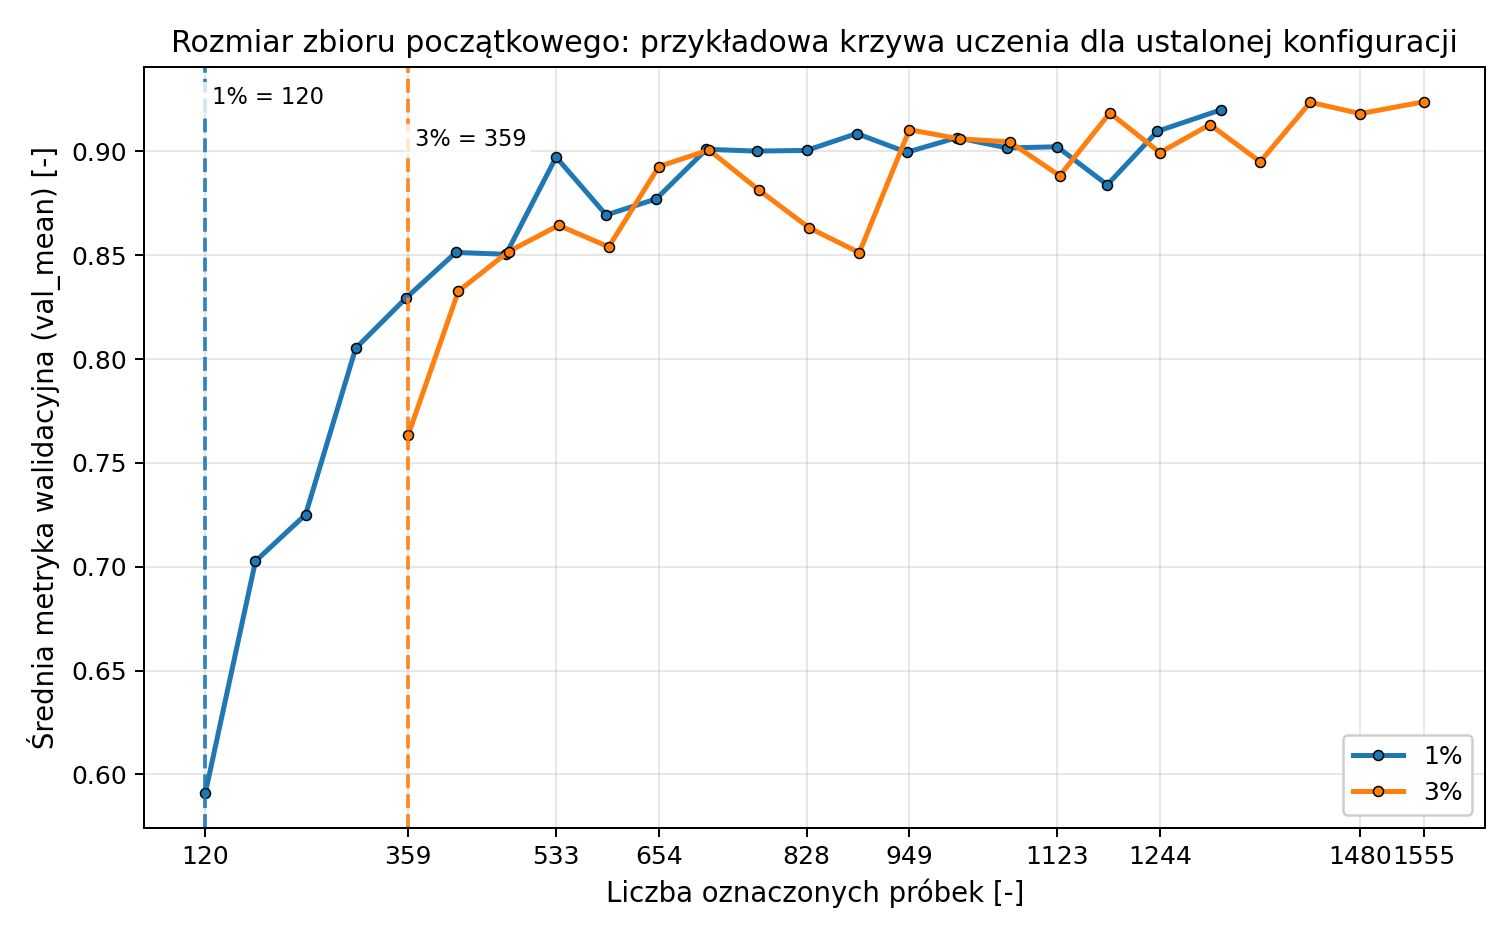 Rozmiar zbioru początkowego: przykładowa krzywa uczenia dla ustalonej konfiguracji
1% = 120
3% = 359
Średnia metryka walidacyjna (val_mean) [-]
0.90
0.85
0.80
0.75
0.70
0.65
0.60
1%
3%
120 359 533 654 828 949 1123 1244 1480 1555
Liczba oznaczonych próbek [-]